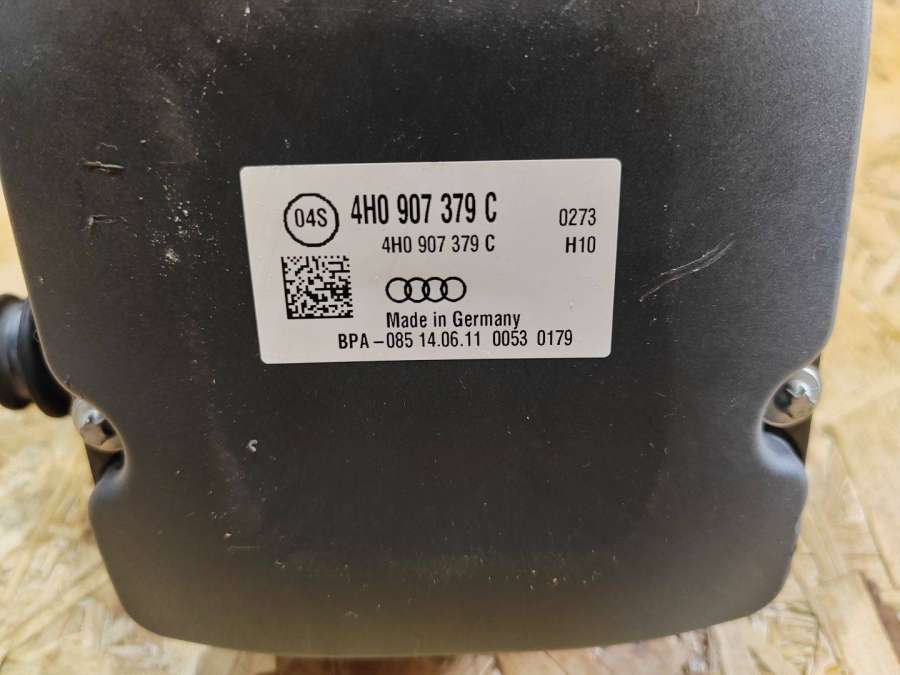 04S 4H0 907 379 C 0273
4H0 907 379 C H10
Made in Germany
BPA-085 14.06.11 0053 0179